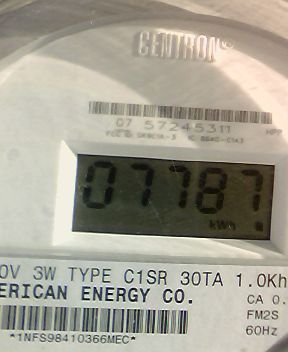 CENTRON®
07 57245311 HPP
07787
kWh
0V 3W TYPE C1SR 30TA 1.0Kh
ERICAN ENERGY CO. CA 0.
FM2S
*1NFS98410366MEC* 60Hz